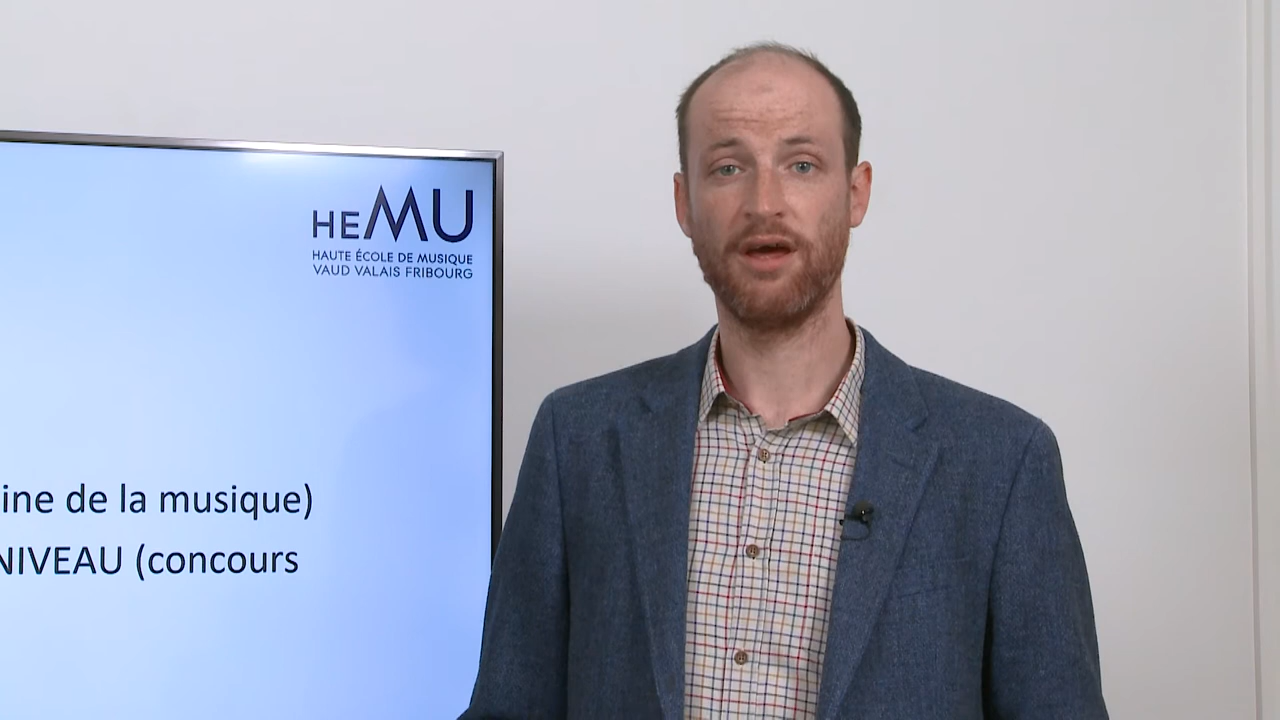 HEMU
HAUTE ÉCOLE DE MUSIQUE
VAUD VALAIS FRIBOURG
ine de la musique)
NIVEAU (concours